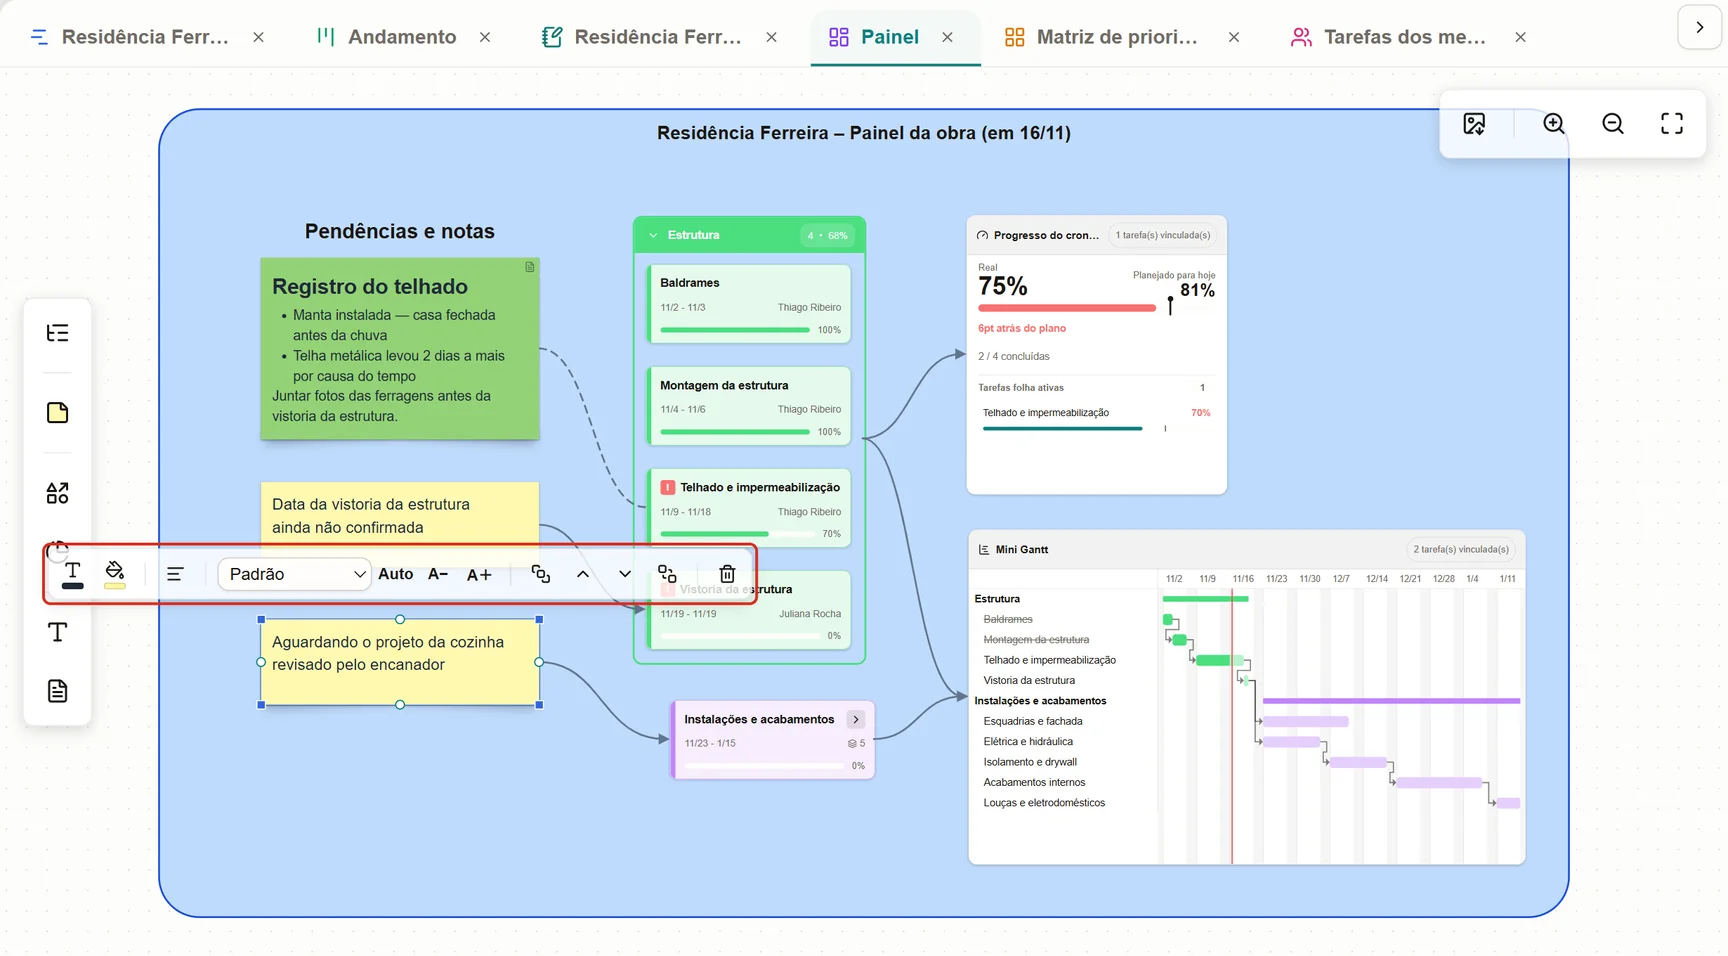 Residência Ferr...
Andamento
Residência Ferr...
Painel
Matriz de priori...
Tarefas dos me...
Residência Ferreira – Painel da obra (em 16/11)
Pendências e notas
Registro do telhado
• Manta instalada — casa fechada
antes da chuva
• Telha metálica levou 2 dias a mais
por causa do tempo
Juntar fotos das ferragens antes da
vistoria da estrutura.
Data da vistoria da estrutura
ainda não confirmada
T
Padrão
Auto
A−
A+
T
Aguardando o projeto da cozinha
revisado pelo encanador
Estrutura
4 • 68%
Baldrames
11/2 - 11/3
Thiago Ribeiro
100%
Montagem da estrutura
11/4 - 11/6
Thiago Ribeiro
100%
! Telhado e impermeabilização
11/9 - 11/18
Thiago Ribeiro
70%
Vistoria da estrutura
11/19 - 11/19
Juliana Rocha
0%
Instalações e acabamentos
11/23 - 1/15
5
0%
Progresso do cron...
1 tarefa(s) vinculada(s)
Real
75%
Planejado para hoje
81%
6pt atrás do plano
2 / 4 concluídas
Tarefas folha ativas
1
Telhado e impermeabilização
70%
Mini Gantt
2 tarefa(s) vinculada(s)
11/2 11/9 11/16 11/23 11/30 12/7 12/14 12/21 12/28 1/4 1/11
Estrutura
Baldrames
Montagem da estrutura
Telhado e impermeabilização
Vistoria da estrutura
Instalações e acabamentos
Esquadrias e fachada
Elétrica e hidráulica
Isolamento e drywall
Acabamentos internos
Louças e eletrodomésticos